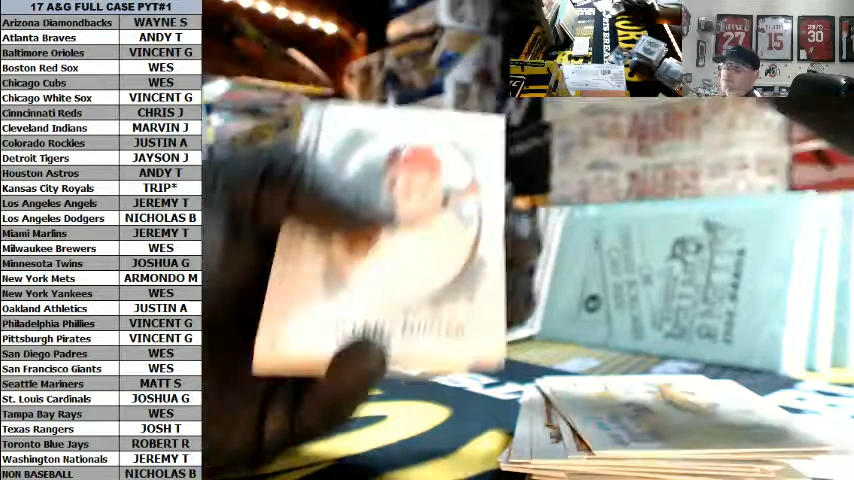 17 A&G FULL CASE PYT#1
Arizona Diamondbacks WAYNE S
Atlanta Braves ANDY T
Baltimore Orioles VINCENT G
Boston Red Sox WES
Chicago Cubs WES
Chicago White Sox VINCENT G
Cinncinnati Reds CHRIS J
Cleveland Indians MARVIN J
Colorado Rockies JUSTIN A
Detroit Tigers JAYSON J
Houston Astros ANDY T
Kansas City Royals TRIP*
Los Angeles Angels JEREMY T
Los Angeles Dodgers NICHOLAS B
Miami Marlins JEREMY T
Milwaukee Brewers WES
Minnesota Twins JOSHUA G
New York Mets ARMONDO M
New York Yankees WES
Oakland Athletics JUSTIN A
Philadelphia Phillies VINCENT G
Pittsburgh Pirates VINCENT G
San Diego Padres WES
San Francisco Giants WES
Seattle Mariners MATT S
St. Louis Cardinals JOSHUA G
Tampa Bay Rays WES
Texas Rangers JOSH T
Toronto Blue Jays ROBERT R
Washington Nationals JEREMY T
NON BASEBALL NICHOLAS B
27
15
30